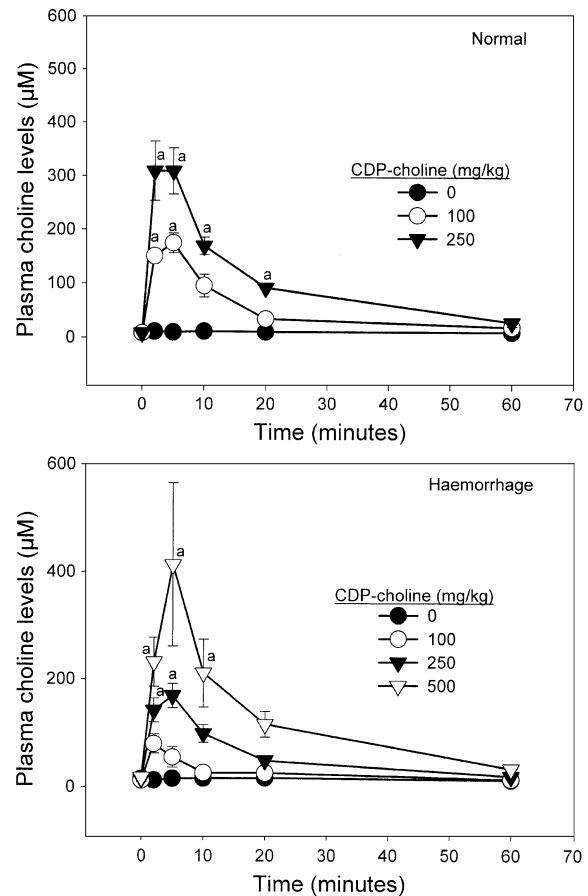 600
Normal
500
400
300
200
100
0
Plasma choline levels (µM)
a
a
a
a
a
a
CDP-choline (mg/kg)
0
100
250
0
10
20
30
40
50
60
70
Time (minutes)
600
Haemorrhage
400
200
0
Plasma choline levels (µM)
a
a
a
a
a
CDP-choline (mg/kg)
0
100
250
500
0
10
20
30
40
50
60
70
Time (minutes)